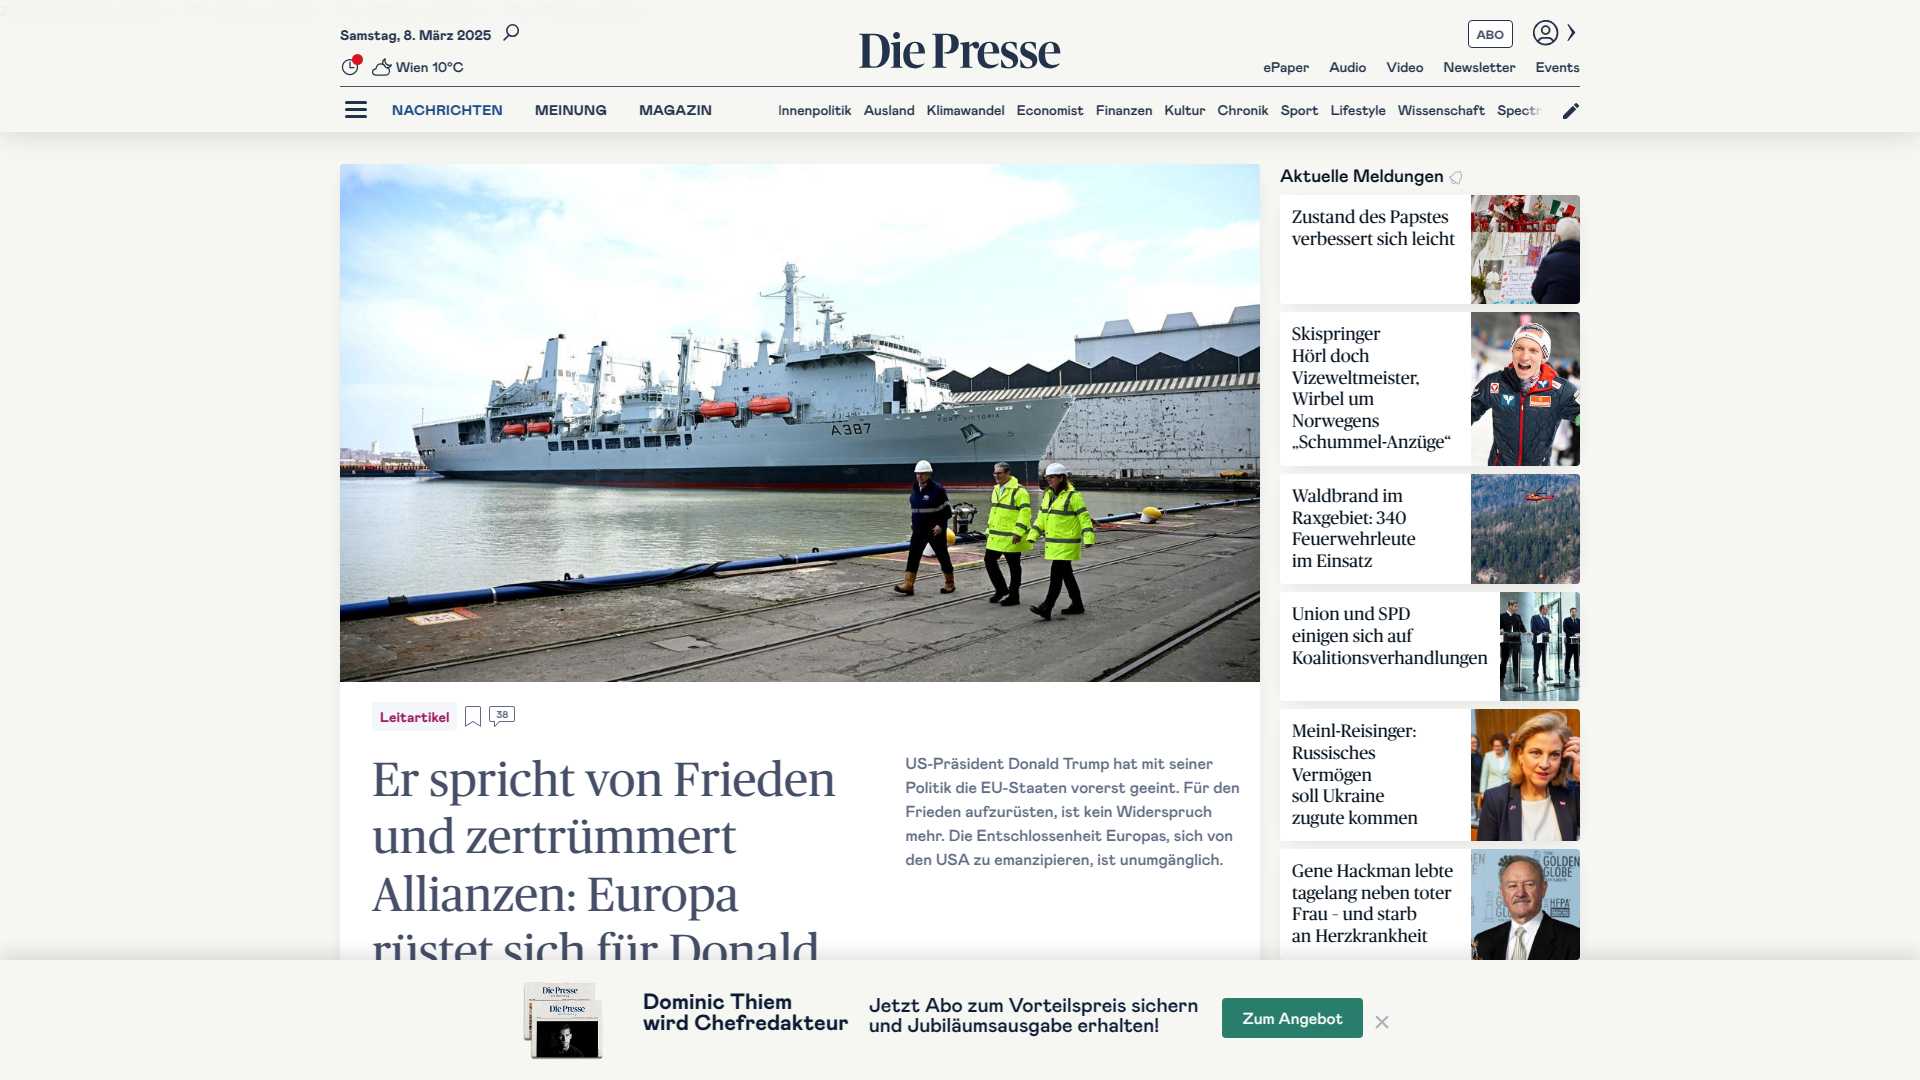 Samstag, 8. März 2025
Wien 10°C
Die Presse
ABO
ePaper Audio Video Newsletter Events
NACHRICHTEN MEINUNG MAGAZIN
Innenpolitik Ausland Klimawandel Economist Finanzen Kultur Chronik Sport Lifestyle Wissenschaft Spectr
A387
FORT VICTORIA
Leitartikel
38
Er spricht von Frieden
und zertrümmert
Allianzen: Europa
rüstet sich für Donald
US-Präsident Donald Trump hat mit seiner
Politik die EU-Staaten vorerst geeint. Für den
Frieden aufzurüsten, ist kein Widerspruch
mehr. Die Entschlossenheit Europas, sich von
den USA zu emanzipieren, ist unumgänglich.
Aktuelle Meldungen
Zustand des Papstes
verbessert sich leicht
Skispringer
Hörl doch
Vizeweltmeister,
Wirbel um
Norwegens
„Schummel-Anzüge“
Waldbrand im
Raxgebiet: 340
Feuerwehrleute
im Einsatz
Union und SPD
einigen sich auf
Koalitionsverhandlungen
Meinl-Reisinger:
Russisches
Vermögen
soll Ukraine
zugute kommen
Gene Hackman lebte
tagelang neben toter
Frau – und starb
an Herzkrankheit
GOLDEN
GLOBE
HFPA
Die Presse
Die Presse
Dominic Thiem
wird Chefredakteur
Jetzt Abo zum Vorteilspreis sichern
und Jubiläumsausgabe erhalten!
Zum Angebot